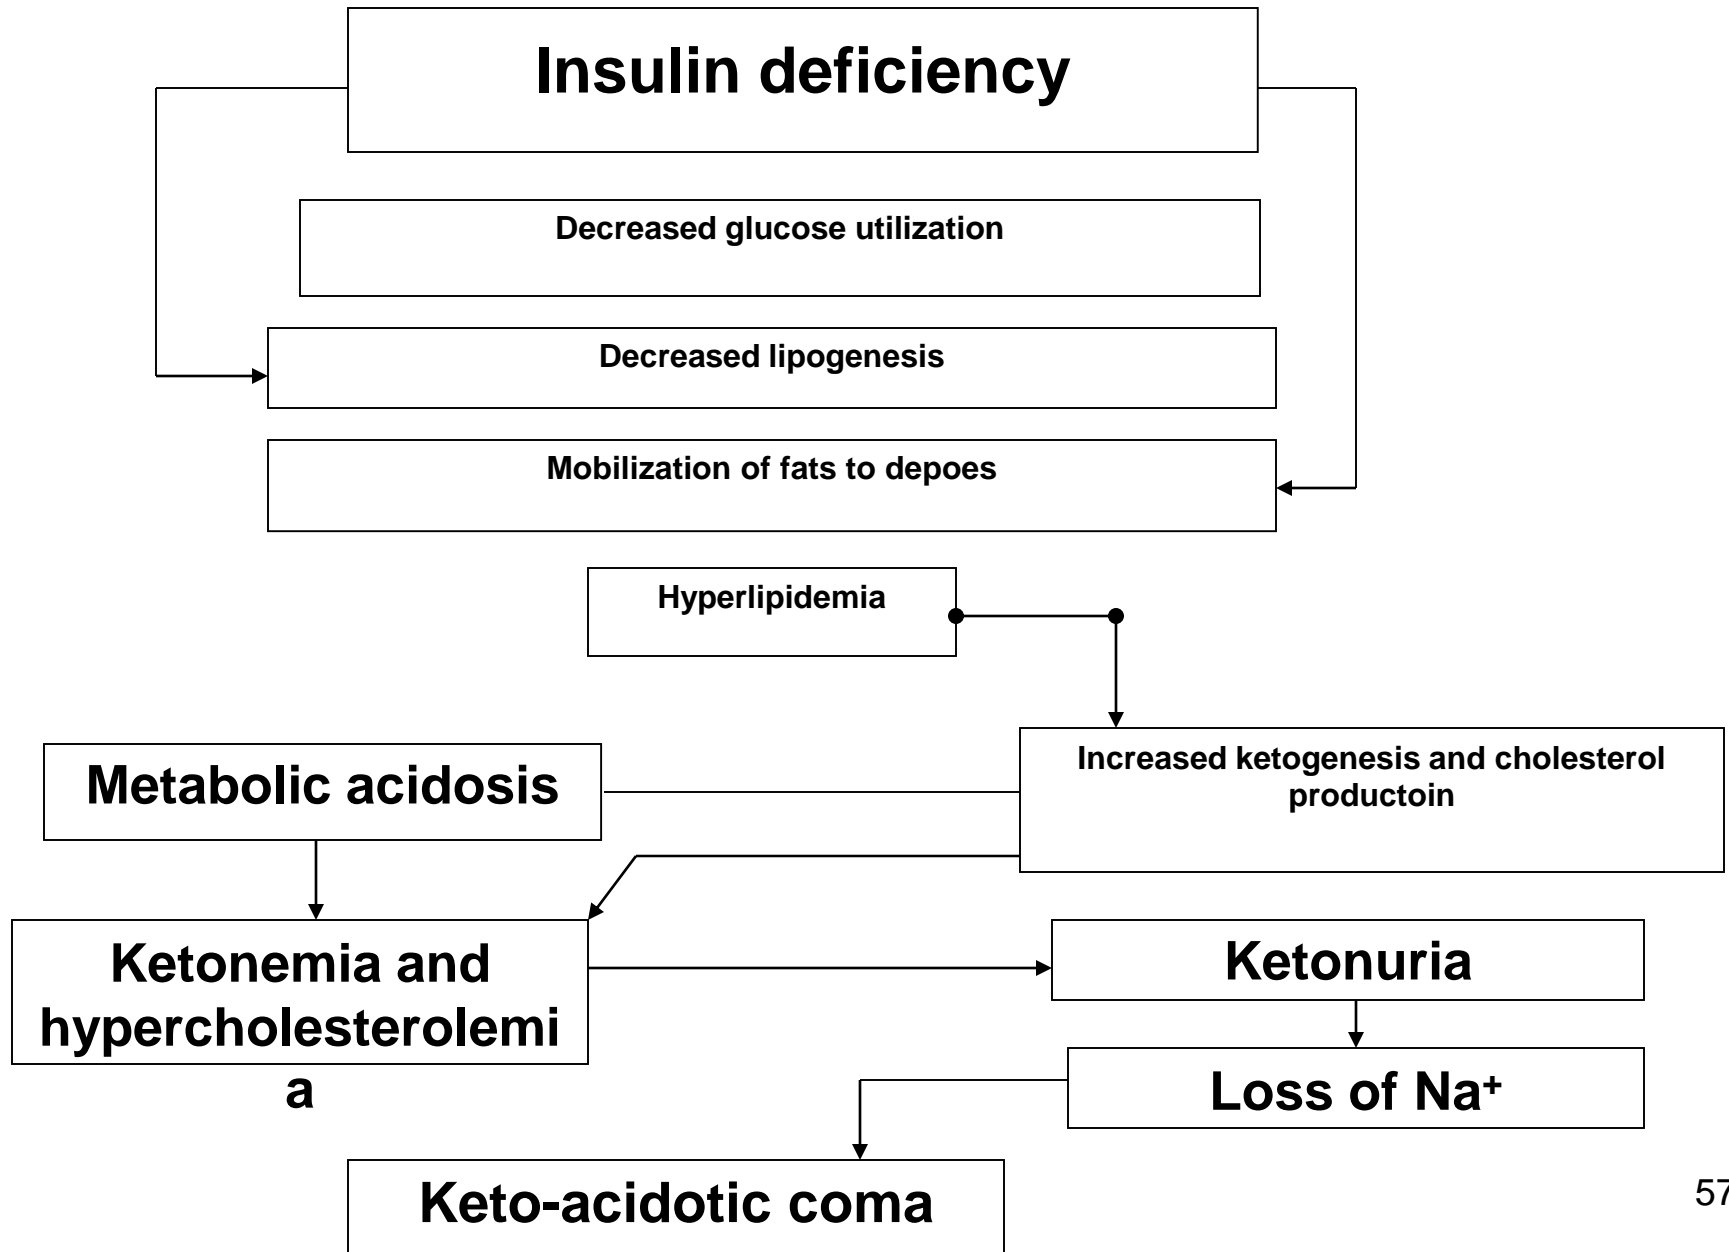 Insulin deficiency
Decreased glucose utilization
Decreased lipogenesis
Mobilization of fats to depoes
Hyperlipidemia
Increased ketogenesis and cholesterol
productoin
Metabolic acidosis
Ketonemia and
hypercholesterolemi
a
Ketonuria
Loss of Na⁺
Keto-acidotic coma
57